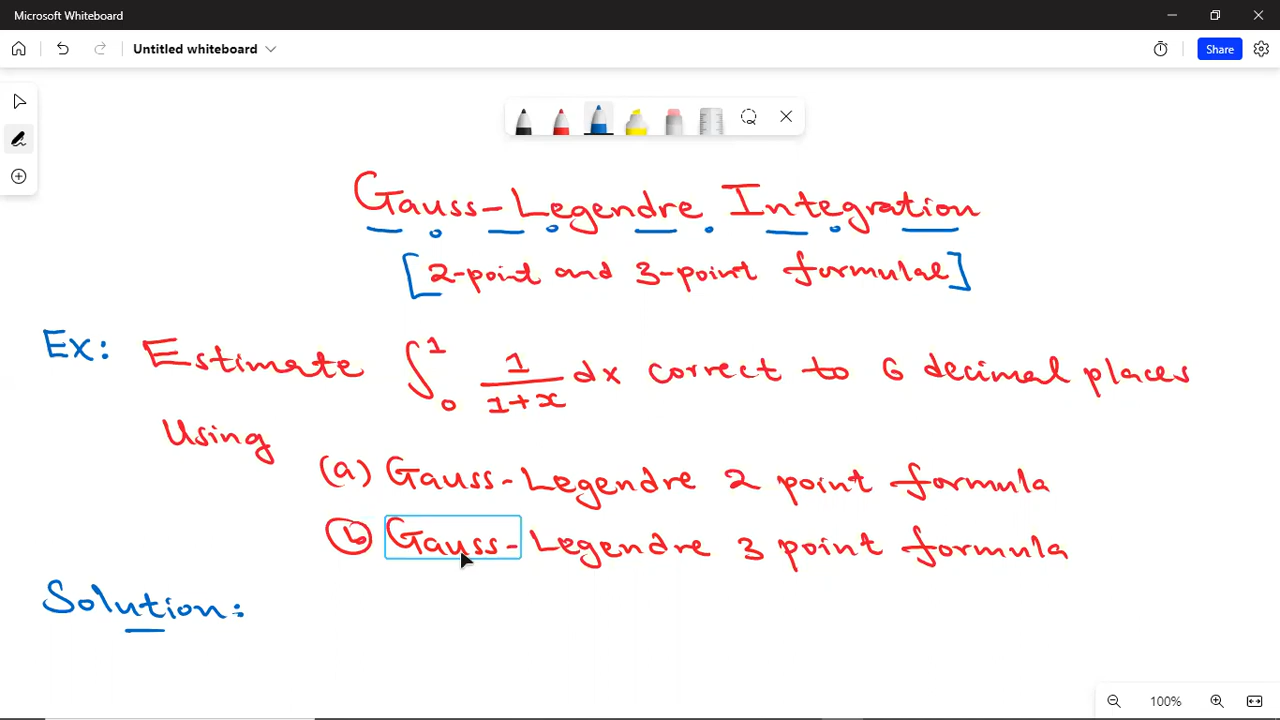 Microsoft Whiteboard
Untitled whiteboard
Share
Gauss-Legendre Integration
[2-point and 3-point formulae]
Ex: Estimate ∫₀¹ 1/(1+x) dx correct to 6 decimal places
Using
(a) Gauss-Legendre 2 point formula
(b) Gauss-Legendre 3 point formula
Solution:
100%